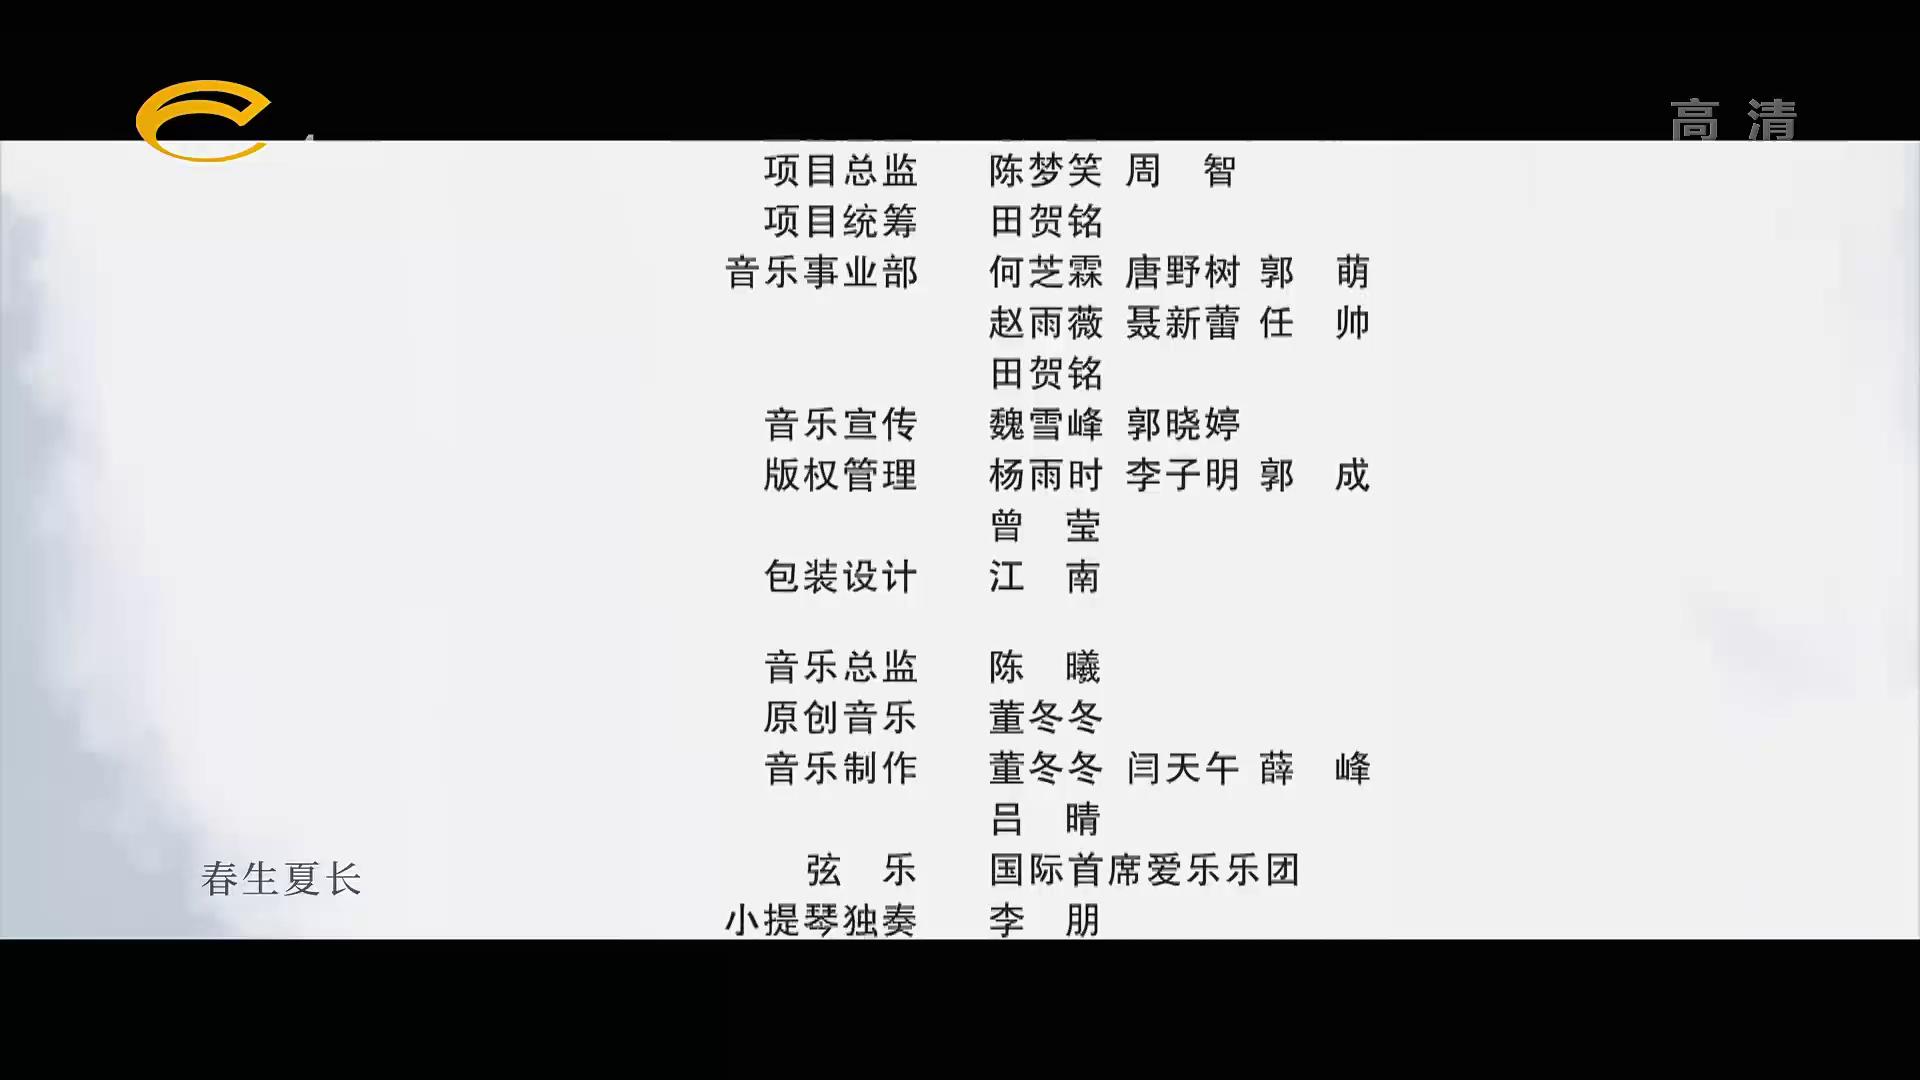 高 清
项目总监 陈梦笑 周 智
项目统筹 田贺铭
音乐事业部 何芝霖 唐野树 郭 萌
赵雨薇 聂新蕾 任 帅
田贺铭
音乐宣传 魏雪峰 郭晓婷
版权管理 杨雨时 李子明 郭 成
曾 莹
包装设计 江 南
音乐总监 陈 曦
原创音乐 董冬冬
音乐制作 董冬冬 闫天午 薛 峰
吕 晴
弦 乐 国际首席爱乐乐团
小提琴独奏 李 朋
春生夏长